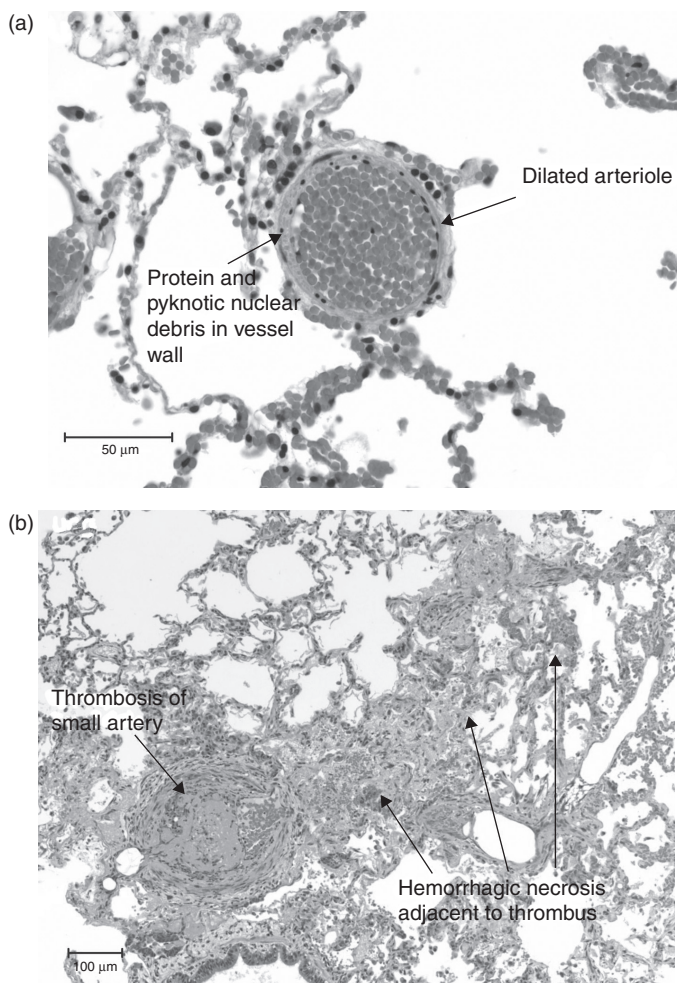 (a)
Dilated arteriole
Protein and
pyknotic nuclear
debris in vessel
wall
50 μm
(b)
Thrombosis of
small artery
Hemorrhagic necrosis
adjacent to thrombus
100 μm